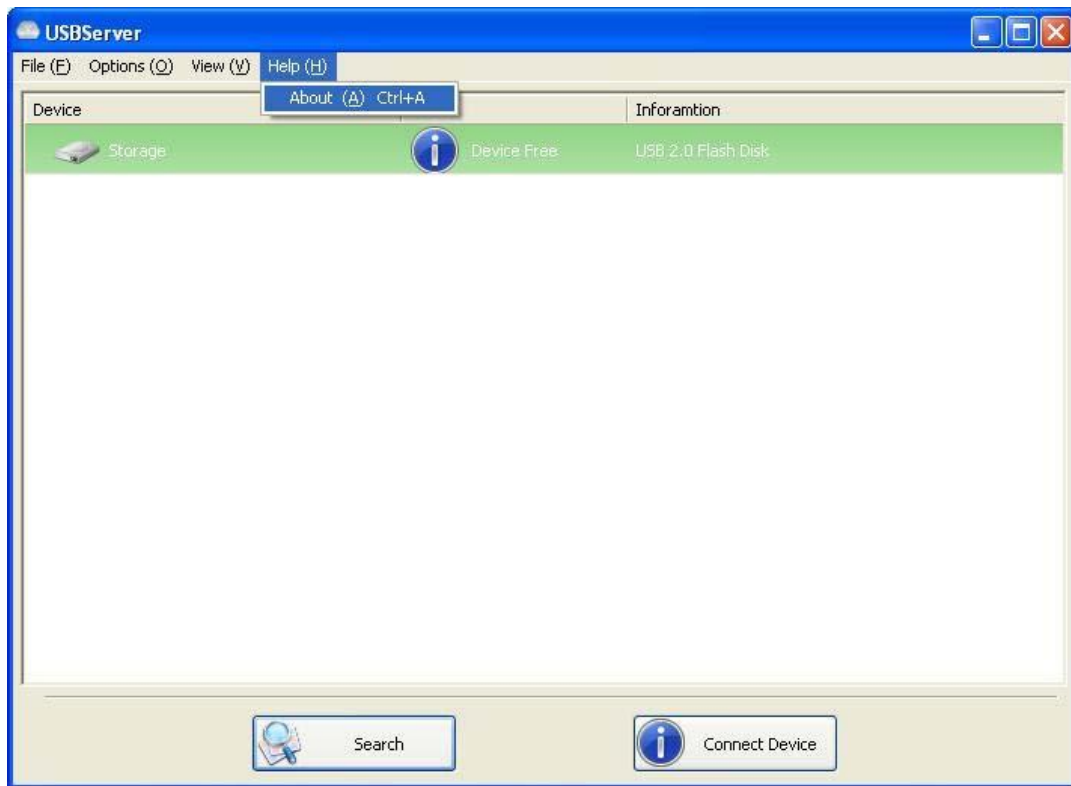 USBServer
File (F) Options (O) View (V) Help (H)
About (A) Ctrl+A
Device Inforamtion
Storage Device Free USB 2.0 Flash Disk
Search Connect Device